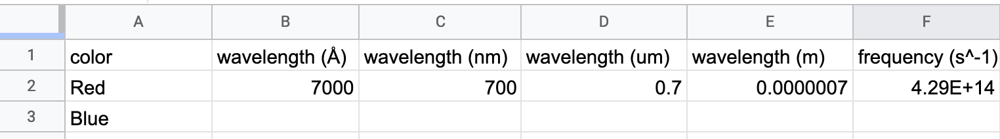 A B C D E F
1 color wavelength (Å) wavelength (nm) wavelength (um) wavelength (m) frequency (s^-1)
2 Red 7000 700 0.7 0.0000007 4.29E+14
3 Blue